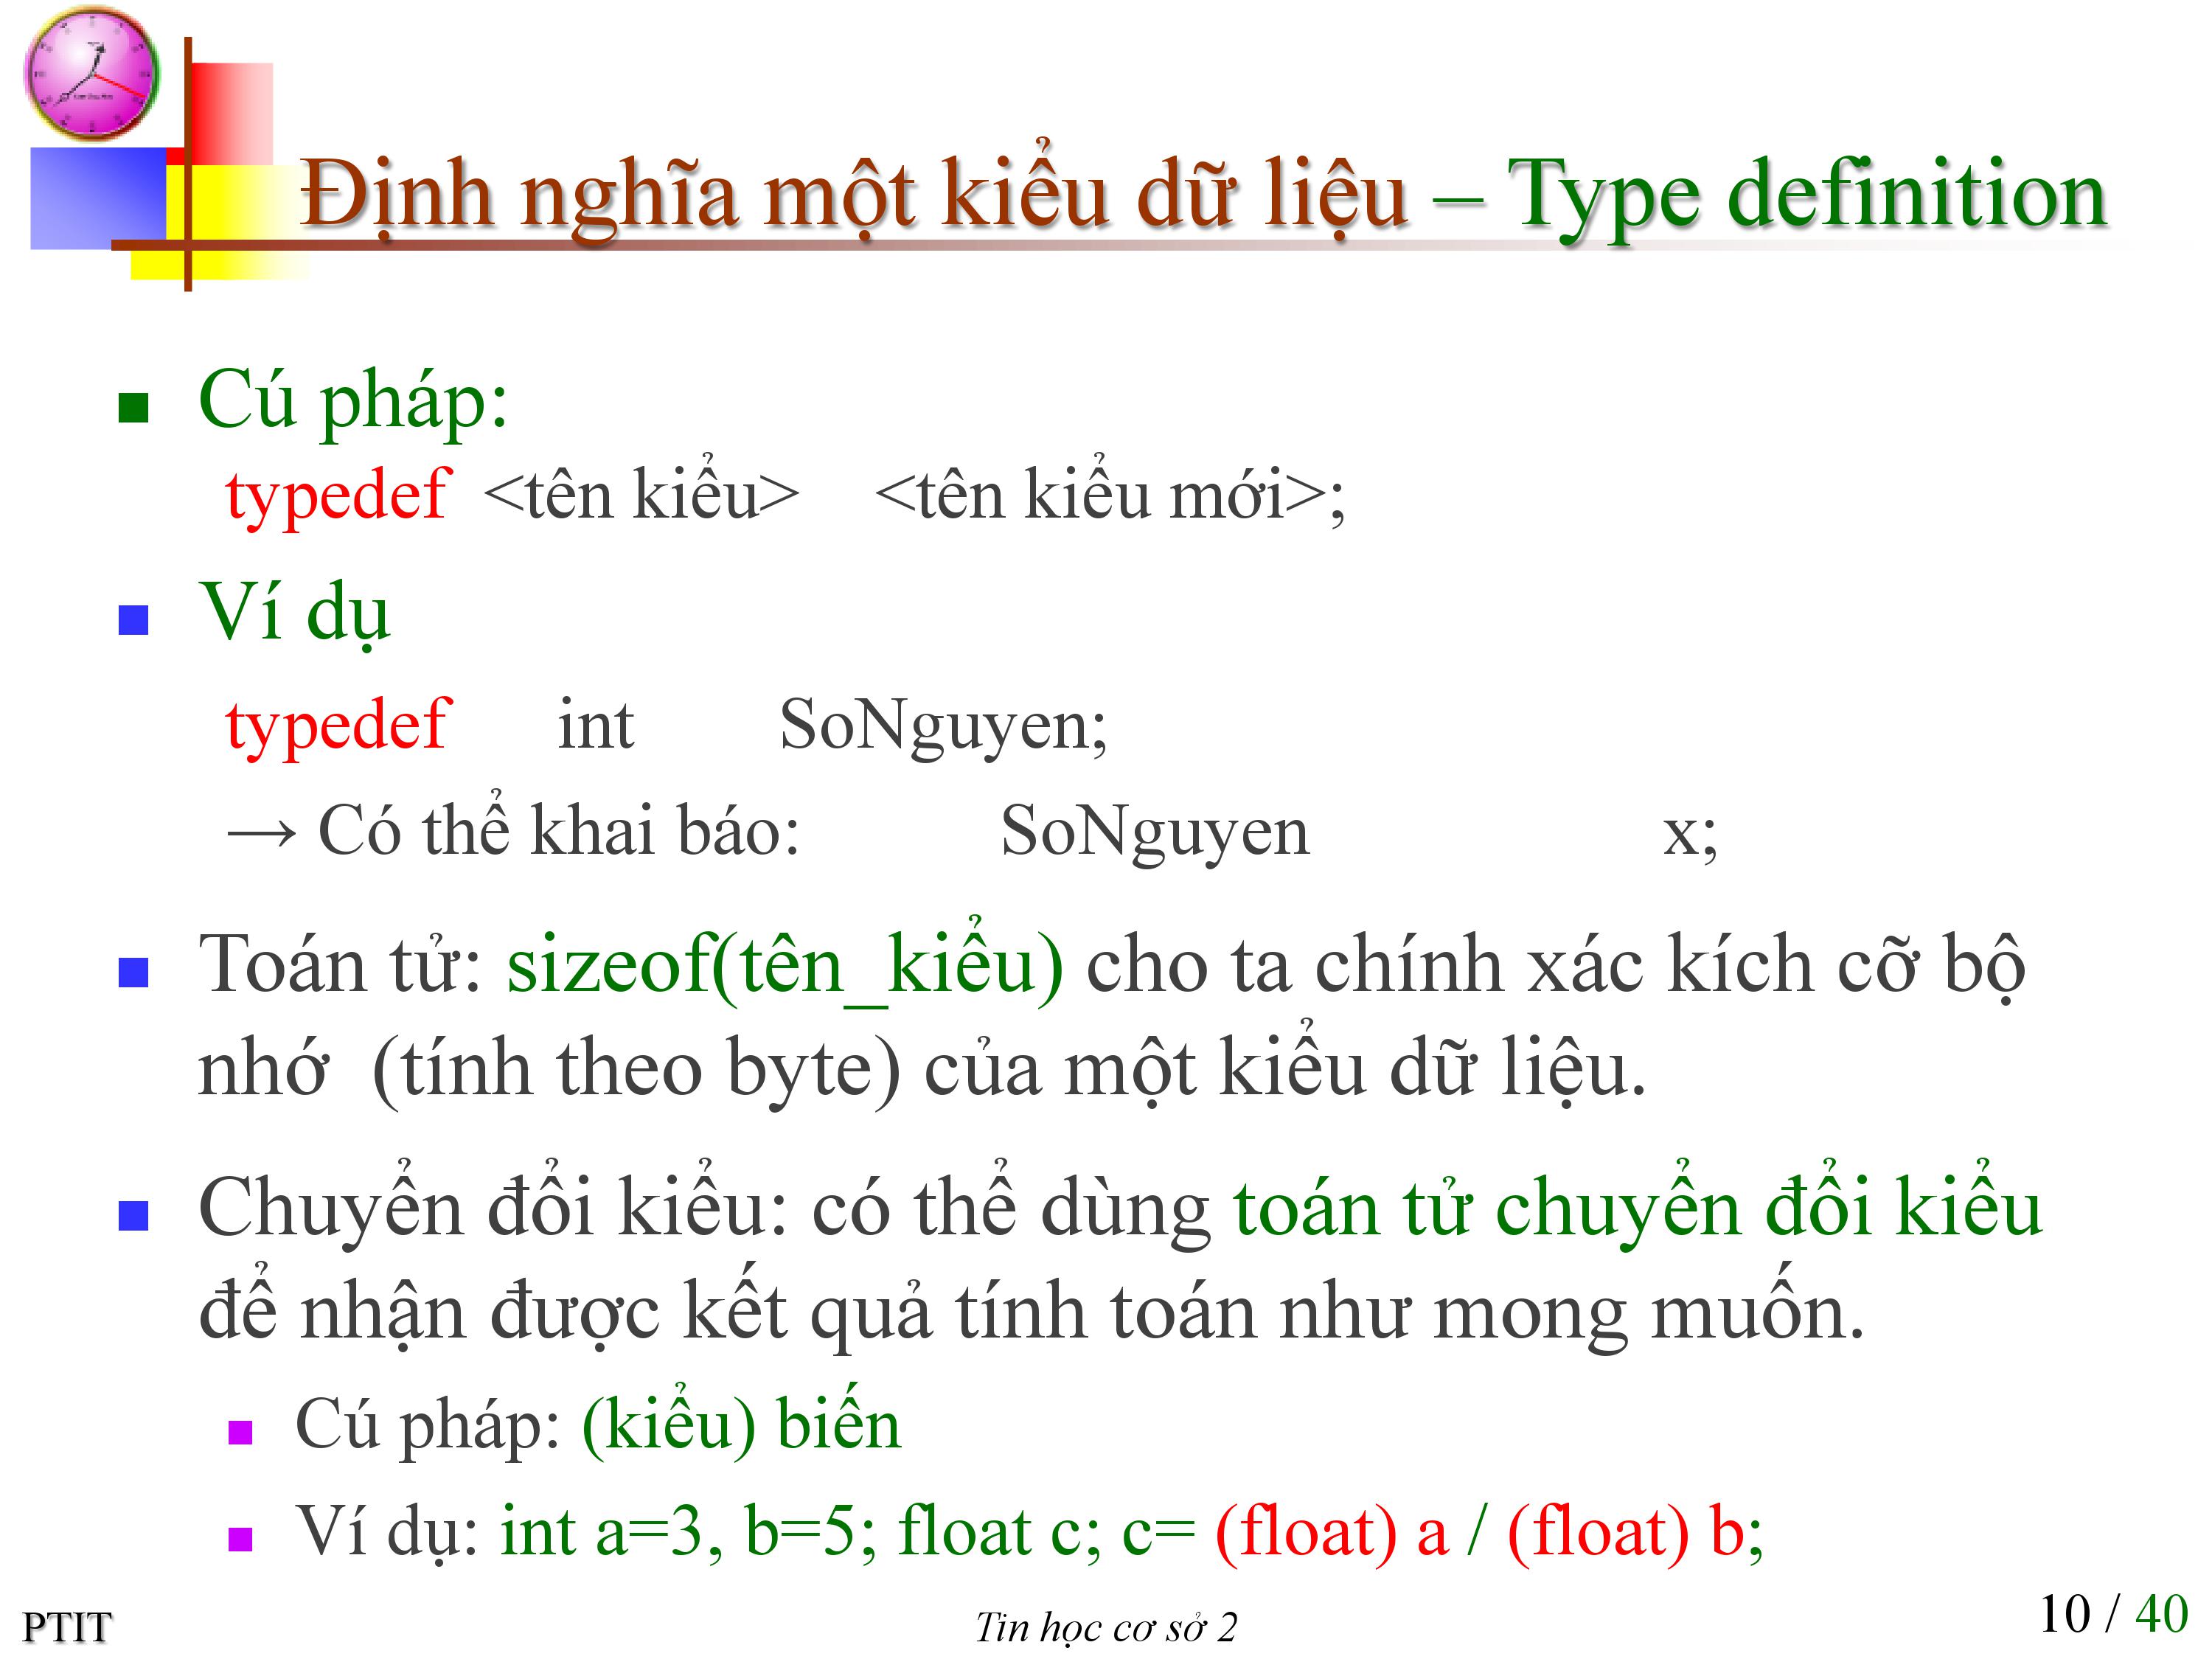 Định nghĩa một kiểu dữ liệu – Type definition
Cú pháp:
typedef <tên kiểu> <tên kiểu mới>;
Ví dụ
typedef int SoNguyen;
→ Có thể khai báo: SoNguyen x;
Toán tử: sizeof(tên_kiểu) cho ta chính xác kích cỡ bộ
nhớ (tính theo byte) của một kiểu dữ liệu.
Chuyển đổi kiểu: có thể dùng toán tử chuyển đổi kiểu
để nhận được kết quả tính toán như mong muốn.
Cú pháp: (kiểu) biến
Ví dụ: int a=3, b=5; float c; c= (float) a / (float) b;
PTIT
Tin học cơ sở 2
10 / 40